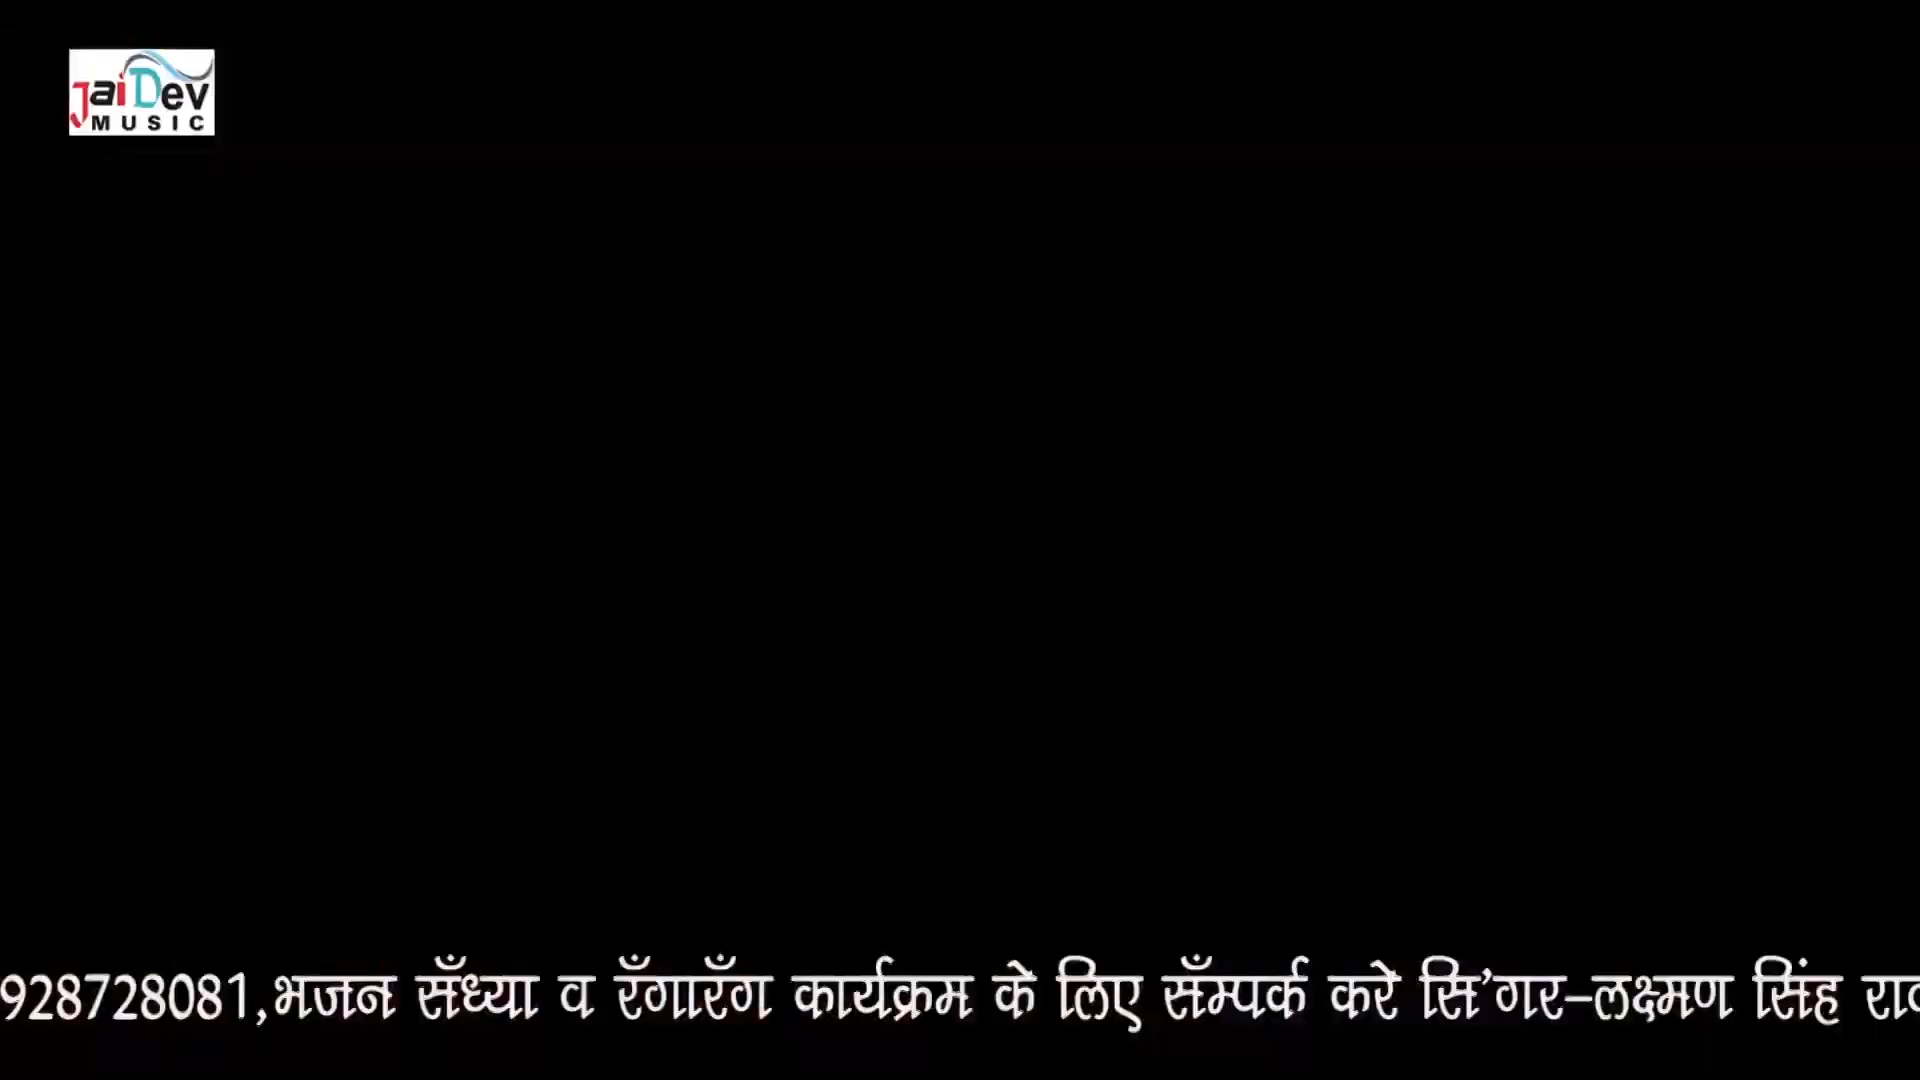 Jai Dev
MUSIC
928728081,भजन सँध्या व रँगारँग कार्यक्रम के लिए सँम्पर्क करे सि'गर-लक्ष्मण सिंह